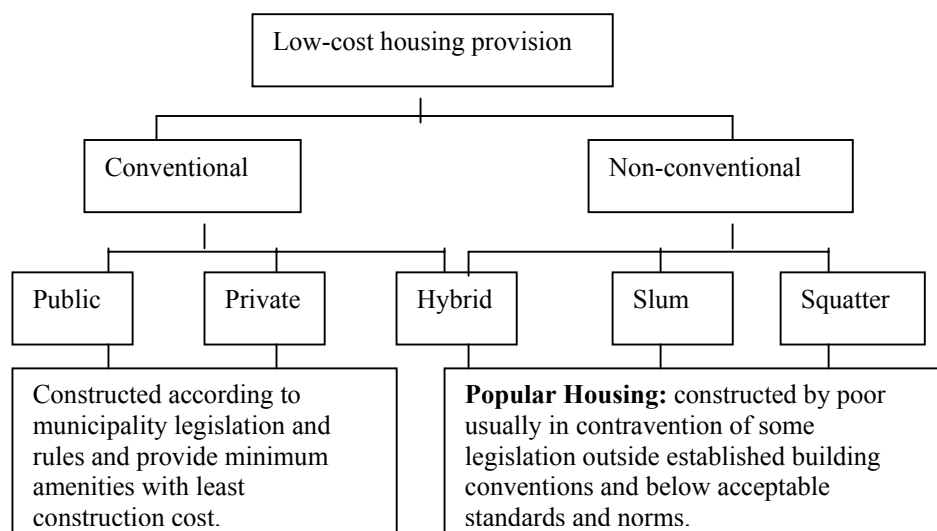 Low-cost housing provision
Conventional
Non-conventional
Public
Private
Hybrid
Slum
Squatter
Constructed according to
municipality legislation and
rules and provide minimum
amenities with least
construction cost.
Popular Housing: constructed by poor
usually in contravention of some
legislation outside established building
conventions and below acceptable
standards and norms.